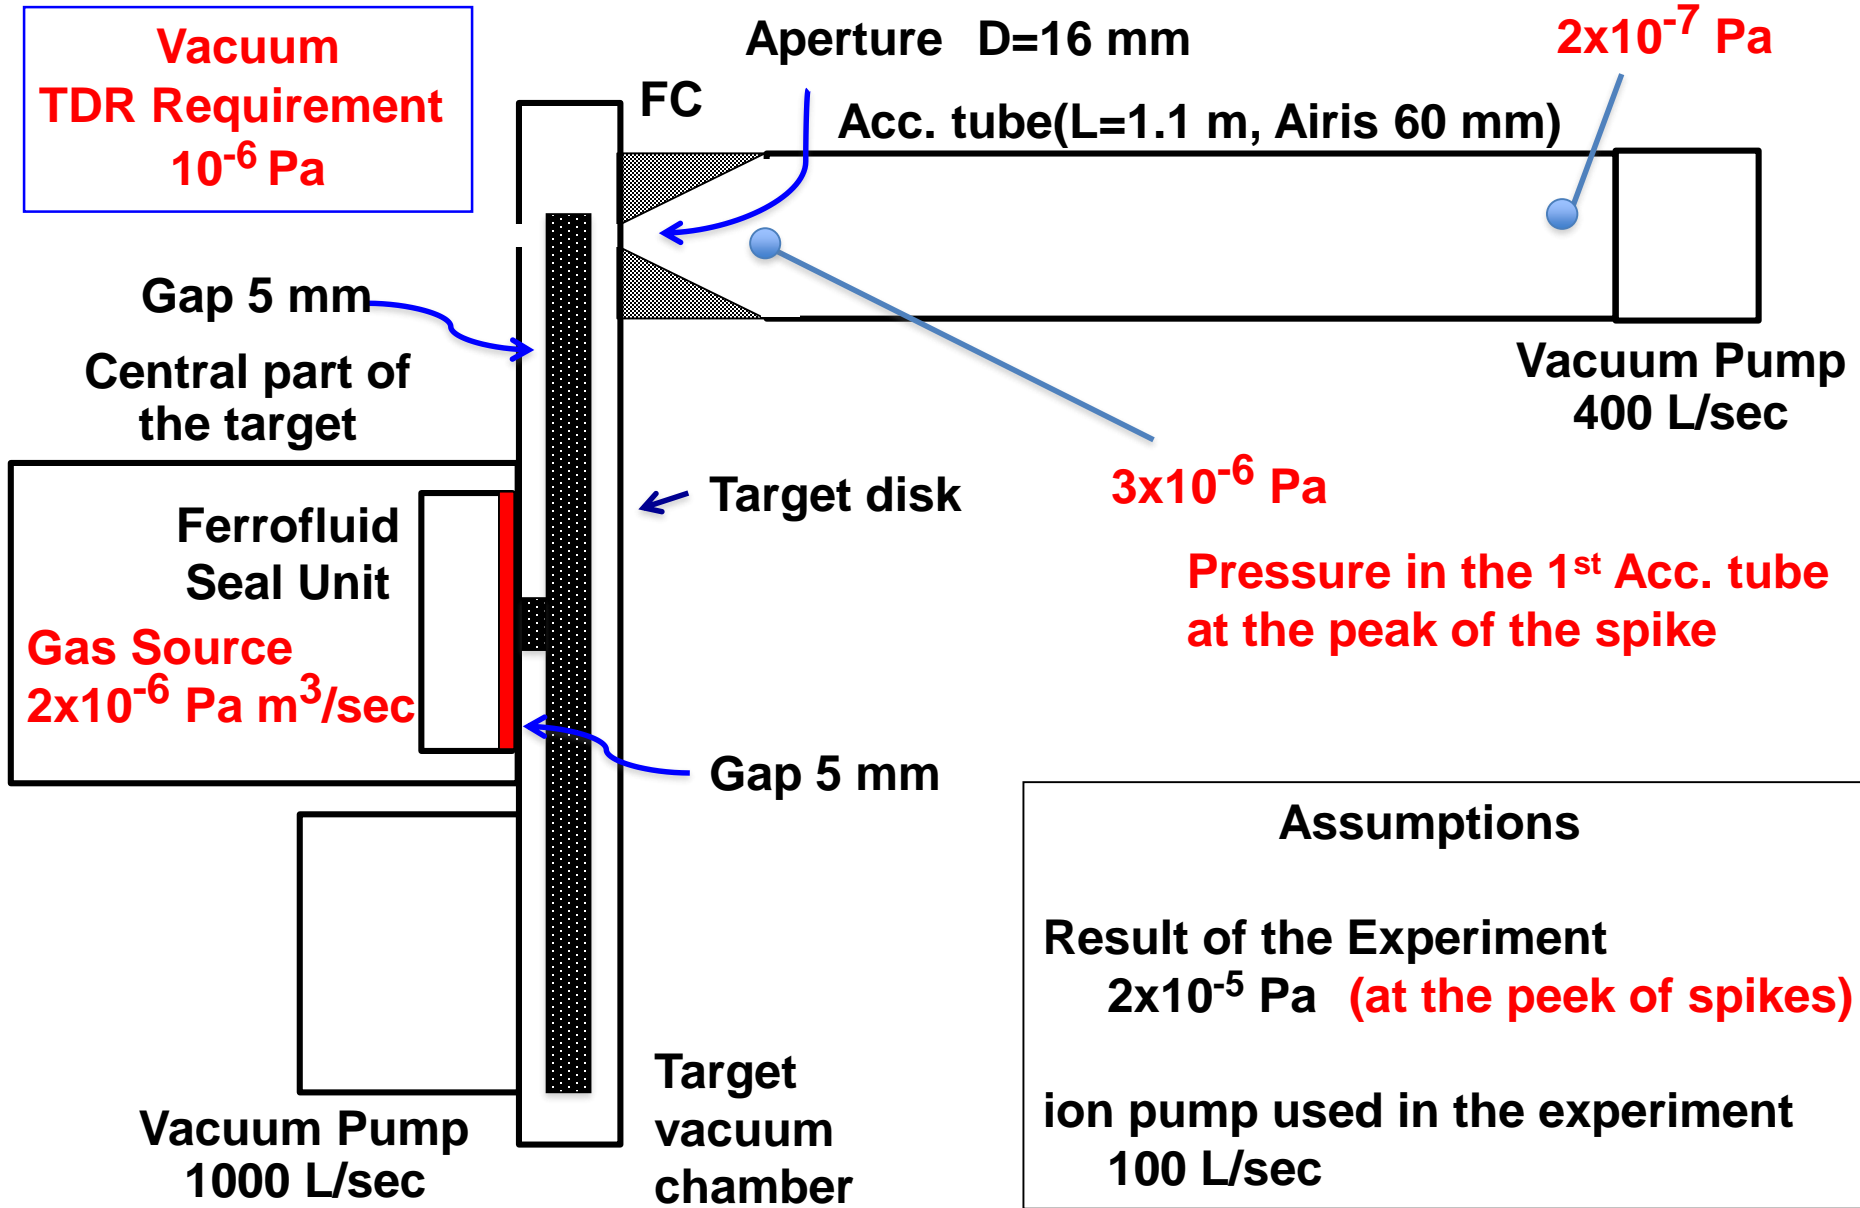 Vacuum
TDR Requirement
10⁻⁶ Pa
Aperture D=16 mm
2x10⁻⁷ Pa
FC
Acc. tube(L=1.1 m, Airis 60 mm)
Gap 5 mm
Central part of
the target
Vacuum Pump
400 L/sec
3x10⁻⁶ Pa
Target disk
Ferrofluid
Seal Unit
Gas Source
2x10⁻⁶ Pa m³/sec
Pressure in the 1ˢᵗ Acc. tube
at the peak of the spike
Gap 5 mm
Assumptions
Result of the Experiment
2x10⁻⁵ Pa (at the peek of spikes)
ion pump used in the experiment
100 L/sec
Target
vacuum
chamber
Vacuum Pump
1000 L/sec